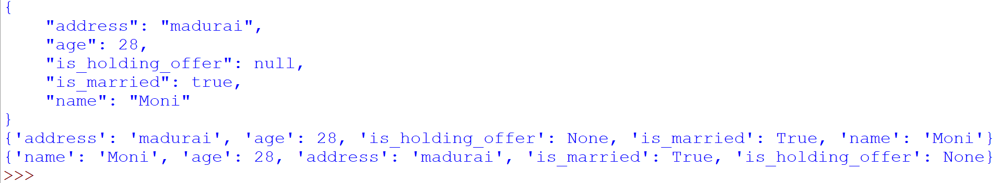 {
    "address": "madurai",
    "age": 28,
    "is_holding_offer": null,
    "is_married": true,
    "name": "Moni"
}
{'address': 'madurai', 'age': 28, 'is_holding_offer': None, 'is_married': True, 'name': 'Moni'}
{'name': 'Moni', 'age': 28, 'address': 'madurai', 'is_married': True, 'is_holding_offer': None}
>>>